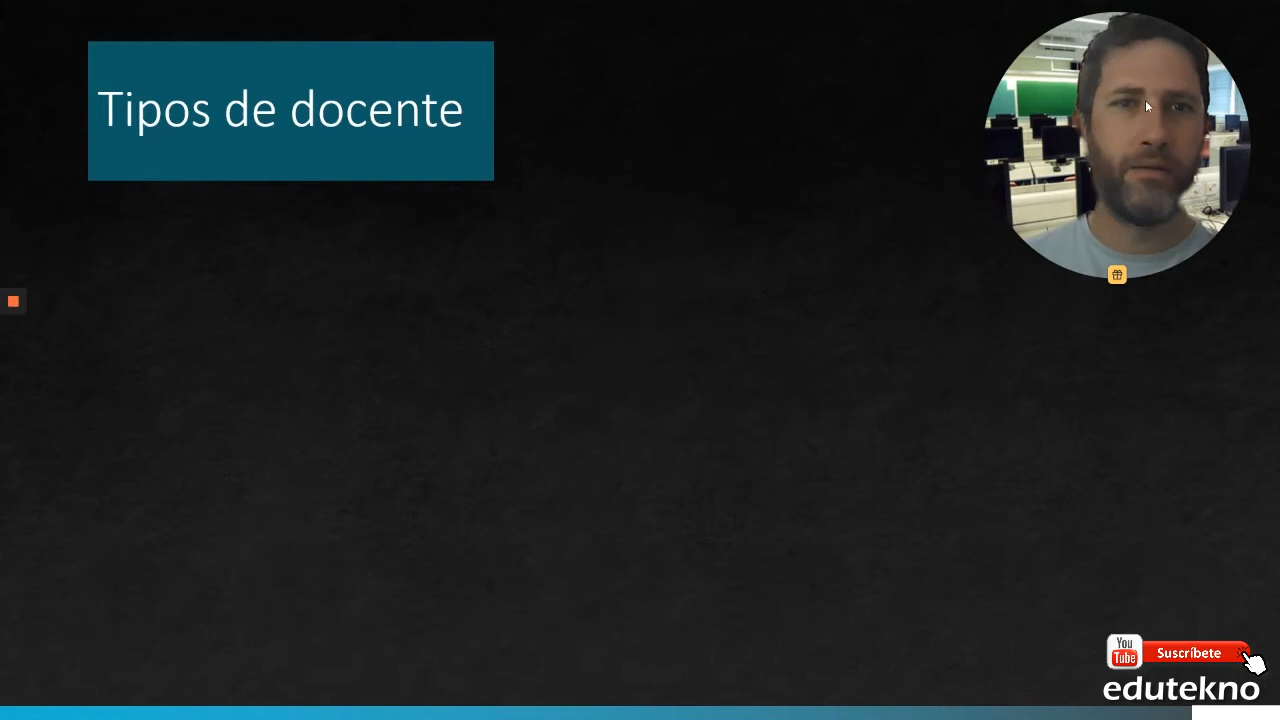 Tipos de docente
You
Tube
Suscríbete
edutekno